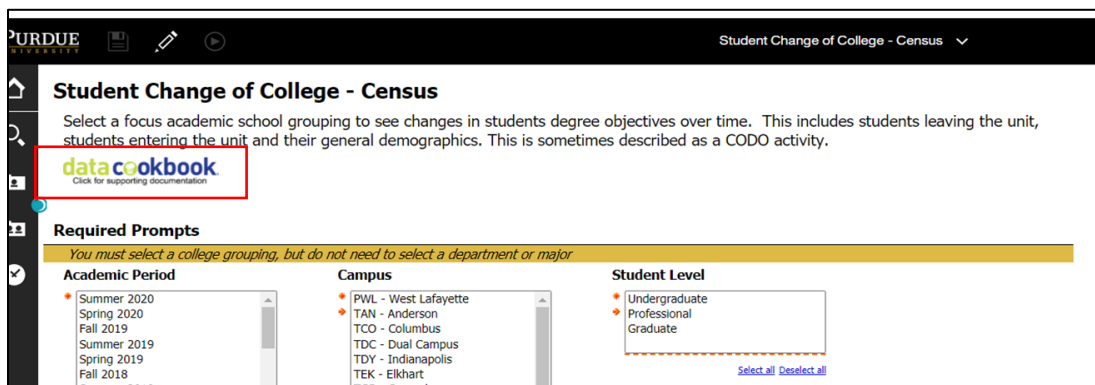 PURDUE
UNIVERSITY
Student Change of College - Census
Student Change of College - Census
Select a focus academic school grouping to see changes in students degree objectives over time. This includes students leaving the unit,
students entering the unit and their general demographics. This is sometimes described as a CODO activity.
data cookbook.
Click for supporting documentation
Required Prompts
You must select a college grouping, but do not need to select a department or major
Academic Period
Summer 2020
Spring 2020
Fall 2019
Summer 2019
Spring 2019
Fall 2018
Campus
PWL - West Lafayette
TAN - Anderson
TCO - Columbus
TDC - Dual Campus
TDY - Indianapolis
TEK - Elkhart
Student Level
Undergraduate
Professional
Graduate
Select all Deselect all